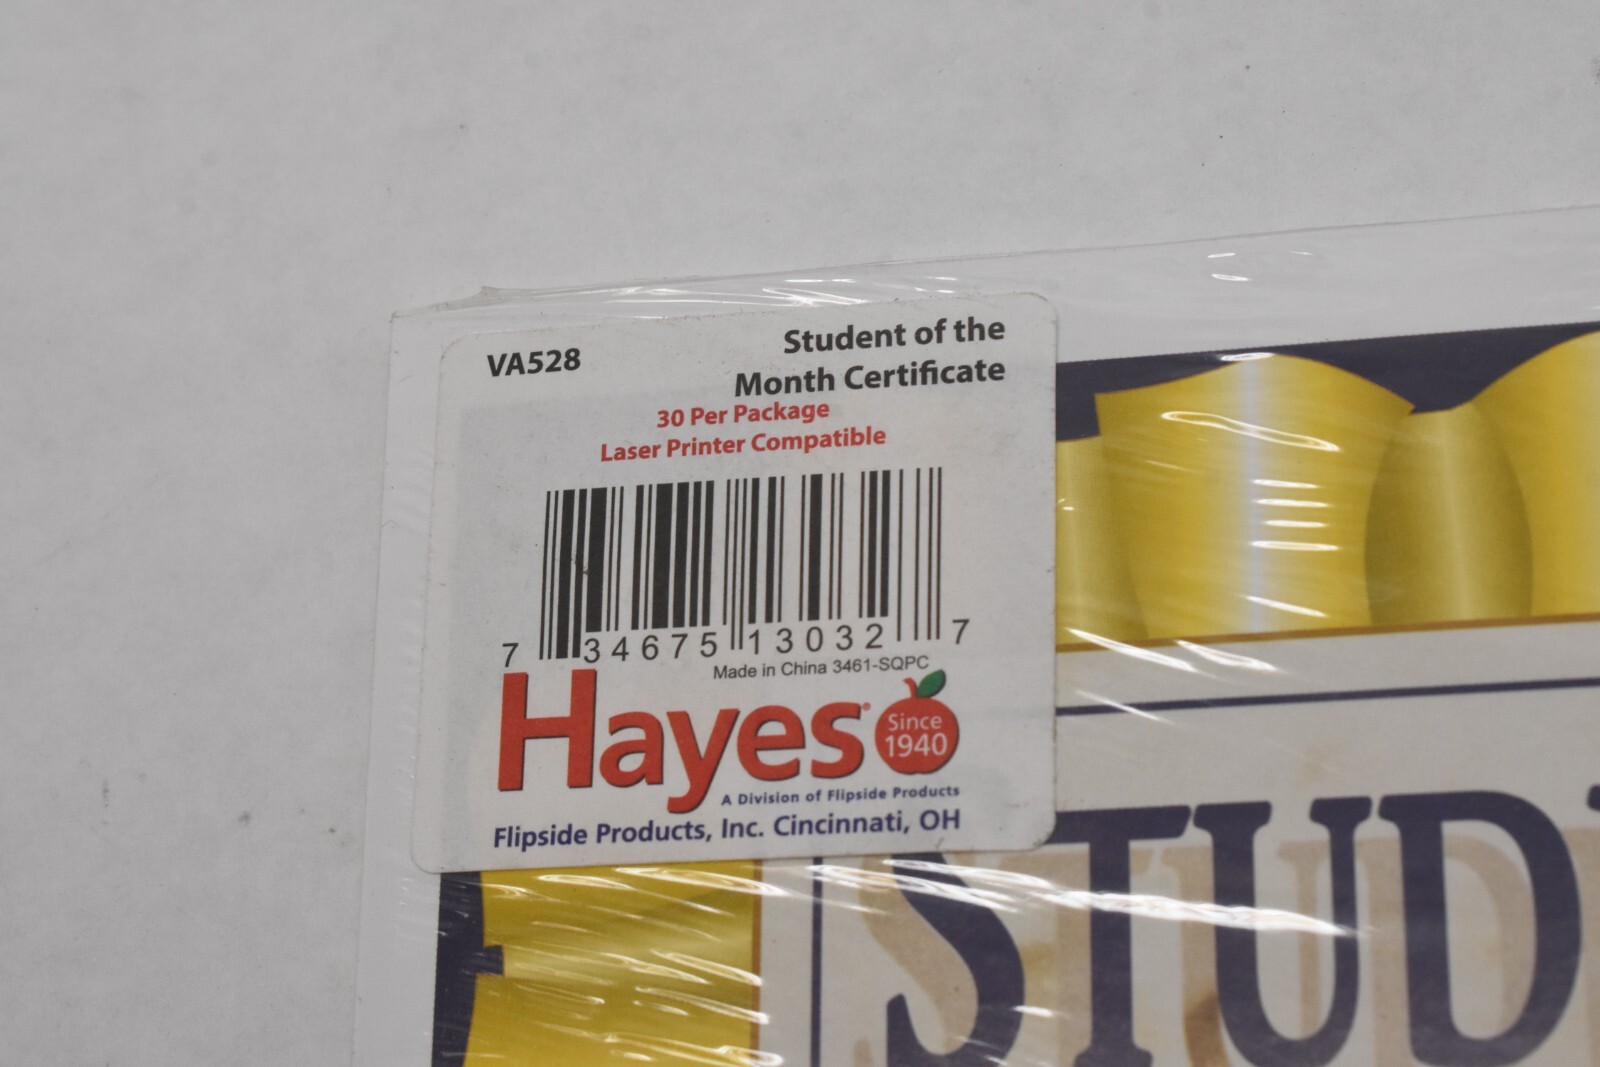 VA528
Student of the
Month Certificate
30 Per Package
Laser Printer Compatible
7 34675 13032 7
Made in China 3461-SQPC
Hayes®
Since
1940
A Division of Flipside Products
Flipside Products, Inc. Cincinnati, OH
STUD